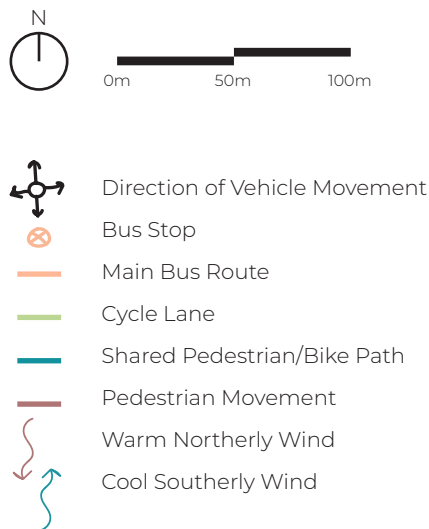 N
0m 50m 100m
Direction of Vehicle Movement
Bus Stop
Main Bus Route
Cycle Lane
Shared Pedestrian/Bike Path
Pedestrian Movement
Warm Northerly Wind
Cool Southerly Wind